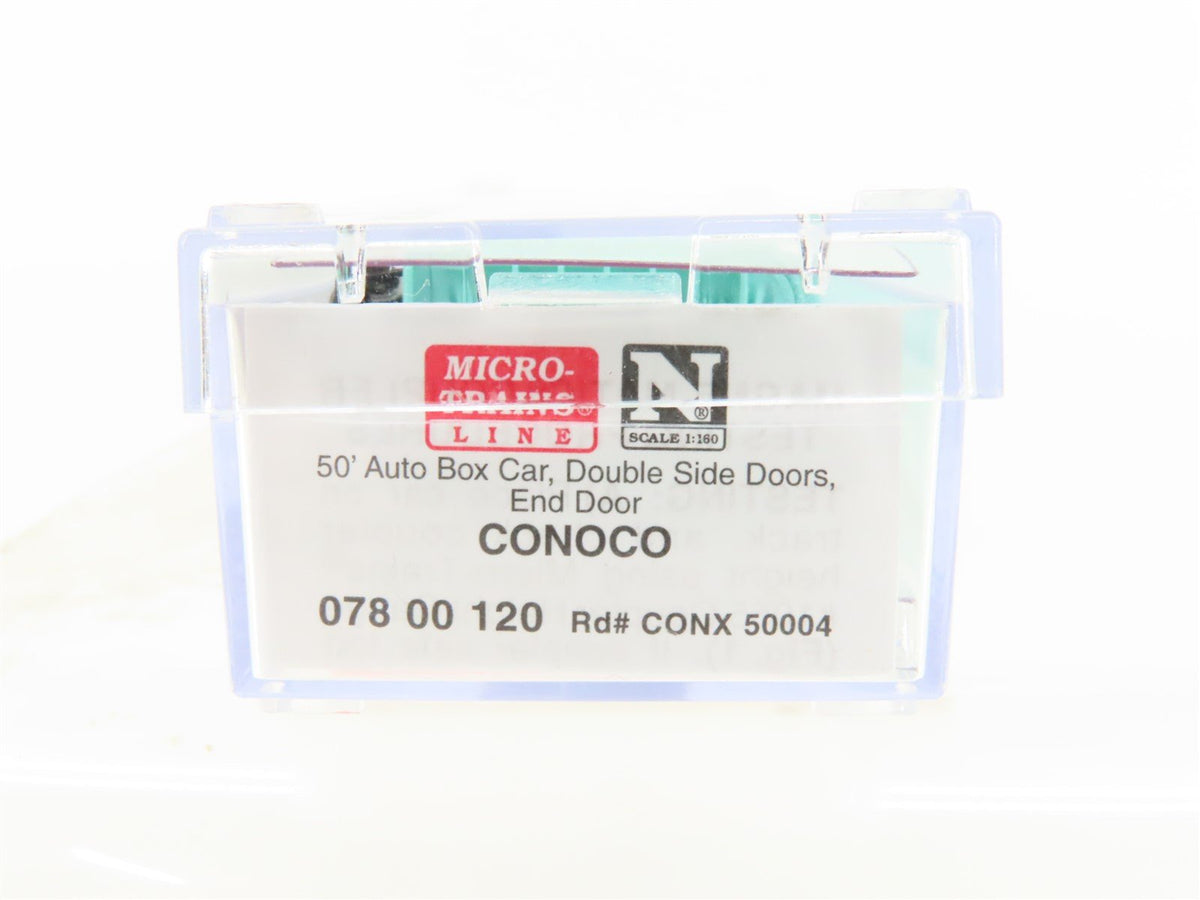 MICRO-
TRAINS®
LINE
N®
SCALE 1:160
50' Auto Box Car, Double Side Doors,
End Door
CONOCO
078 00 120 Rd# CONX 50004